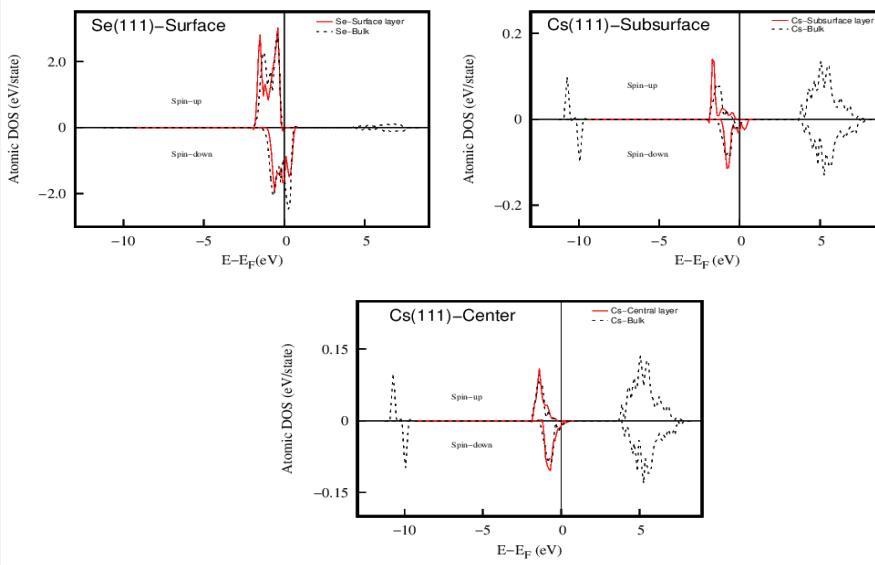 Se(111)−Surface
Se−Surface layer
Se−Bulk
Atomic DOS (eV/state)
2.0
0
−2.0
Spin−up
Spin−down
−10
−5
0
5
E−E_F(eV)
Cs(111)−Subsurface
Cs−Subsurface layer
Cs−Bulk
Atomic DOS (eV/state)
0.2
0
−0.2
Spin−up
Spin−down
−10
−5
0
5
E−E_F (eV)
Cs(111)−Center
Cs−Central layer
Cs−Bulk
Atomic DOS (eV/state)
0.15
0
−0.15
Spin−up
Spin−down
−10
−5
0
5
E−E_F (eV)